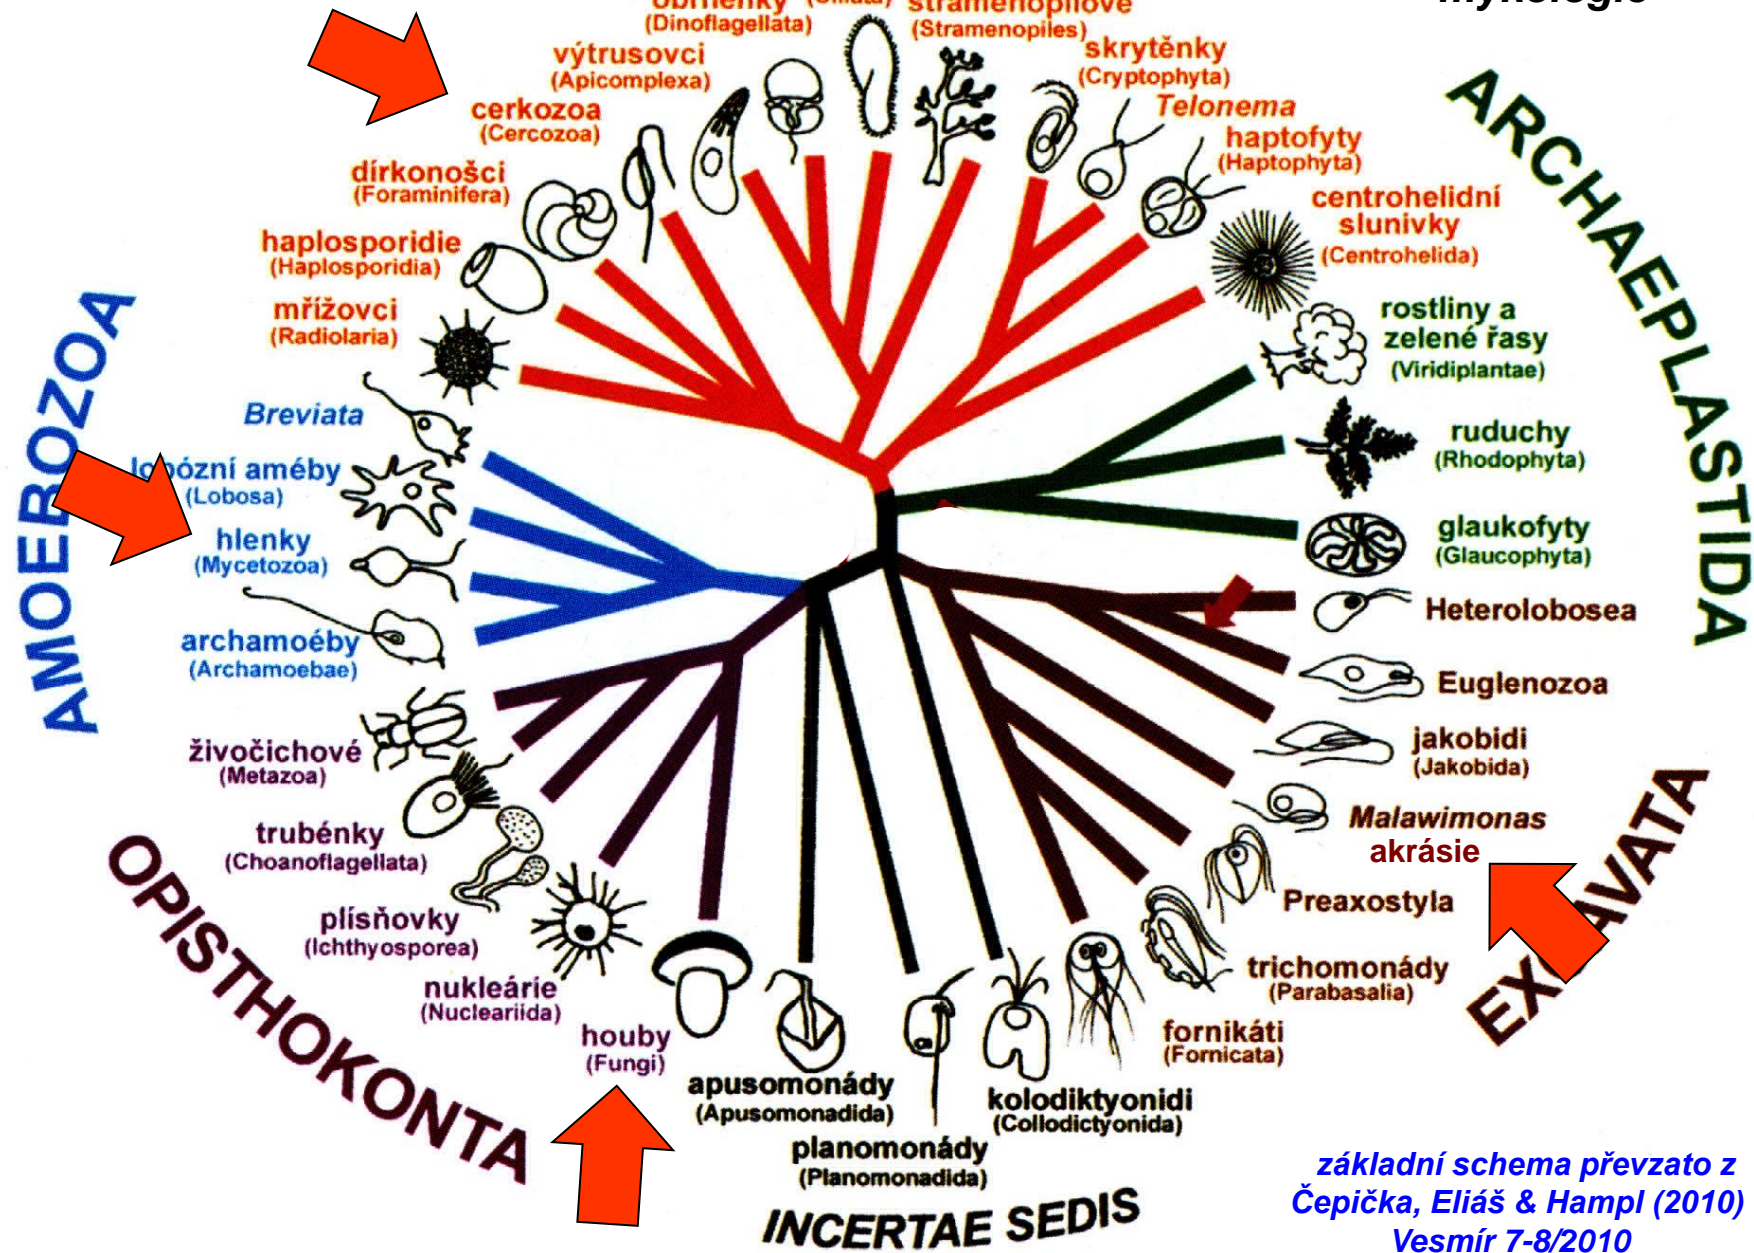 mykologie
obrněnky
(Dinoflagellata)
(Ciliata)
stramenopilové
(Stramenopiles)
výtrusovci
(Apicomplexa)
skrytěnky
(Cryptophyta)
cerkozoa
(Cercozoa)
Telonema
haptofyty
(Haptophyta)
dírkonošci
(Foraminifera)
centrohelidní
slunivky
(Centrohelida)
haplosporidie
(Haplosporidia)
mřížovci
(Radiolaria)
ARCHAEPLASTIDA
rostliny a
zelené řasy
(Viridiplantae)
ruduchy
(Rhodophyta)
glaukofyty
(Glaucophyta)
AMOEBOZOA
Breviata
lobózní améby
(Lobosa)
hlenky
(Mycetozoa)
archamoéby
(Archamoebae)
Heterolobosea
Euglenozoa
jakobidi
(Jakobida)
Malawimonas
akrásie
Preaxostyla
trichomonády
(Parabasalia)
fornikáti
(Fornicata)
EXCAVATA
živočichové
(Metazoa)
trubénky
(Choanoflagellata)
plísňovky
(Ichthyosporea)
nukleárie
(Nucleariida)
houby
(Fungi)
OPISTHOKONTA
apusomonády
(Apusomonadida)
planomonády
(Planomonadida)
kolodiktyonidi
(Collodictyonida)
INCERTAE SEDIS
základní schema převzato z
Čepička, Eliáš & Hampl (2010)
Vesmír 7-8/2010